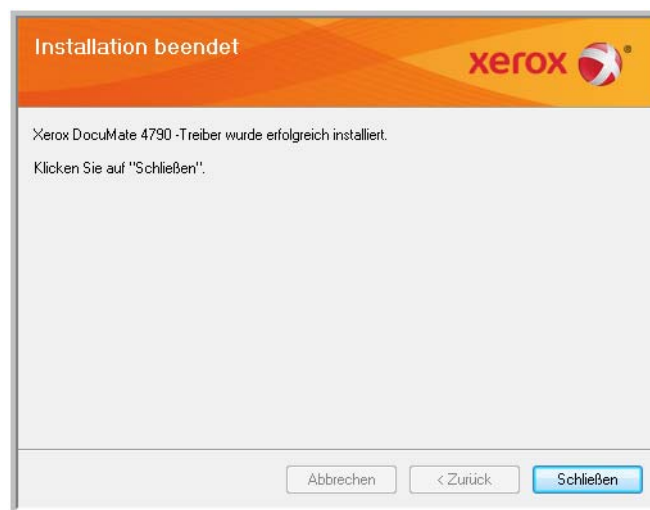 Installation beendet
xerox
Xerox DocuMate 4790 -Treiber wurde erfolgreich installiert.
Klicken Sie auf "Schließen".
Abbrechen
< Zurück
Schließen